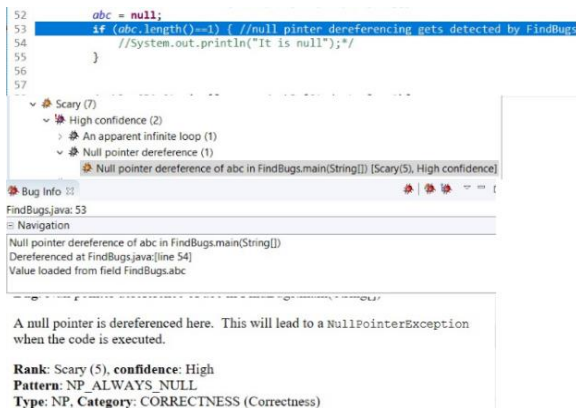 52 abc = null;
53 if (abc.length()==1) { //null pinter dereferencing gets detected by FindBugs
54 //System.out.println("It is null");*/
55 }
56
57
Scary (7)
High confidence (2)
An apparent infinite loop (1)
Null pointer dereference (1)
Null pointer dereference of abc in FindBugs.main(String[]) [Scary(5), High confidence]
Bug Info
FindBugs.java: 53
Navigation
Null pointer dereference of abc in FindBugs.main(String[])
Dereferenced at FindBugs.java:[line 54]
Value loaded from field FindBugs.abc
A null pointer is dereferenced here. This will lead to a NullPointerException
when the code is executed.
Rank: Scary (5), confidence: High
Pattern: NP_ALWAYS_NULL
Type: NP, Category: CORRECTNESS (Correctness)